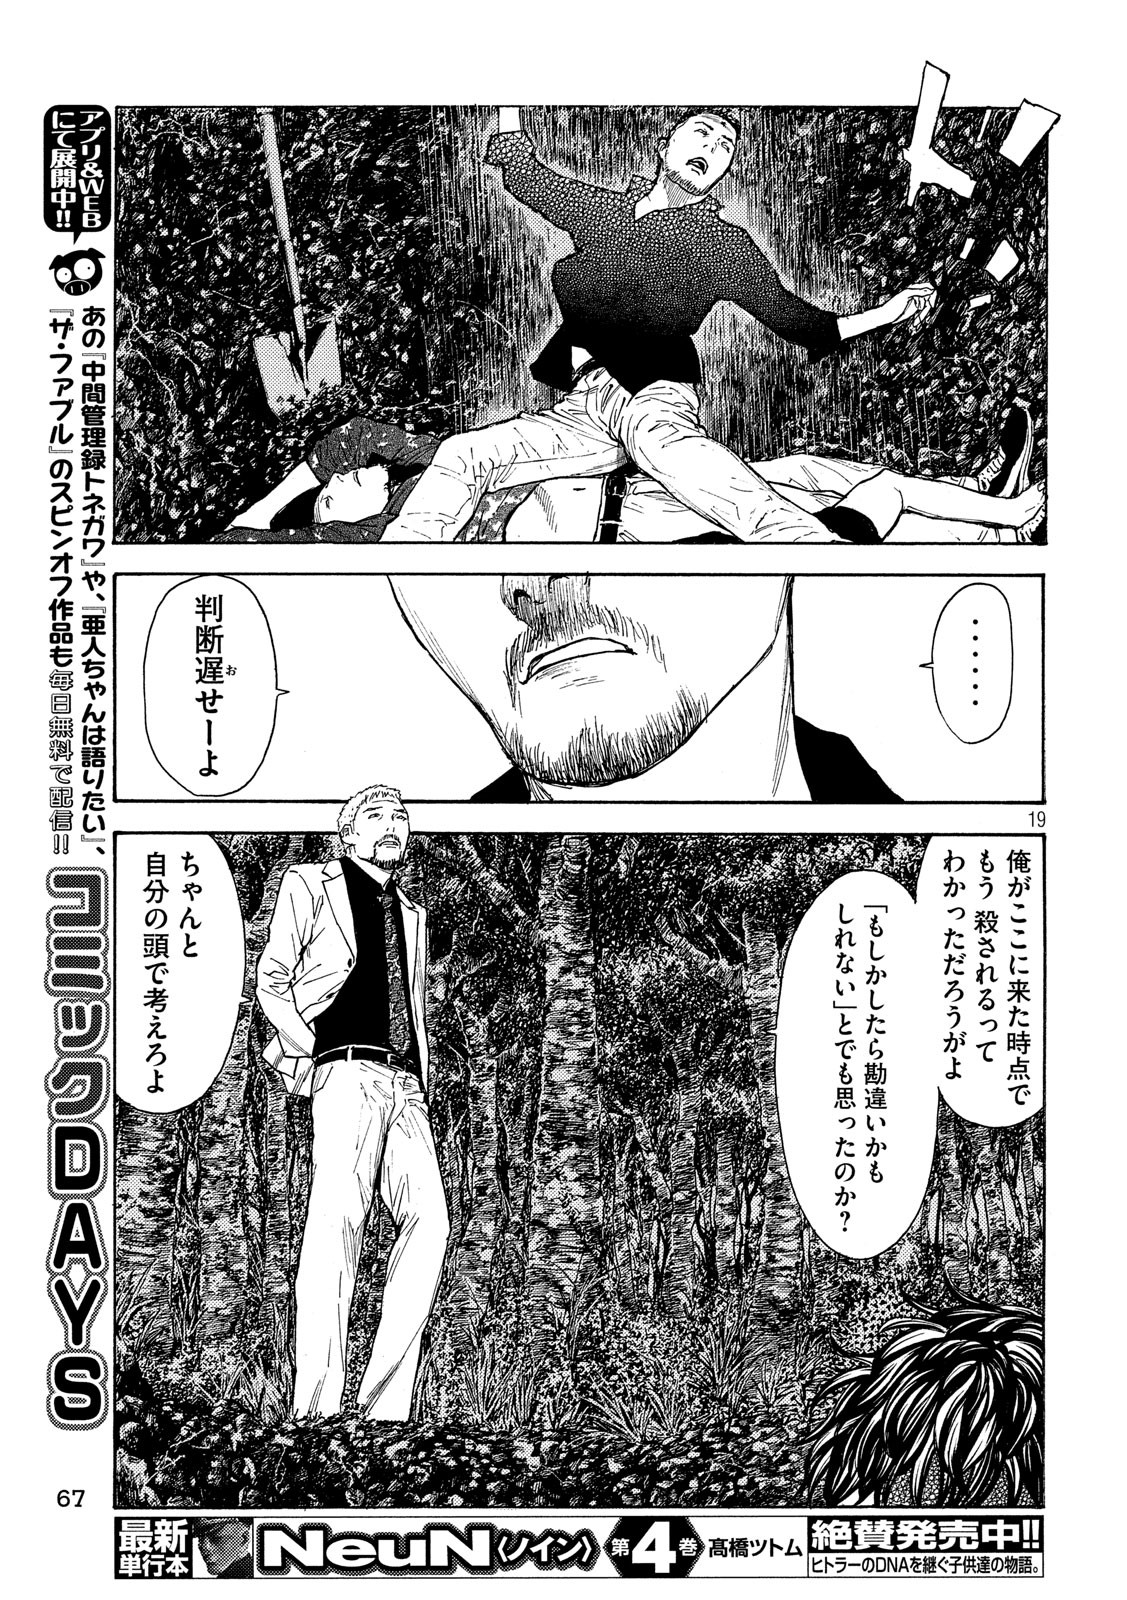 ド
‥‥‥
判断遅せーよ
お
19
俺がここに来た時点で
もう殺されるって
わかっただろうがよ
「もしかしたら勘違いかも
しれない」とでも思ったのか?
ちゃんと
自分の頭で考えろよ
アプリ&WEB
にて展開中!!
あの『中間管理録トネガワ』や、『亜人ちゃんは語りたい』、
『ザ・ファブル』のスピンオフ作品も毎日無料で配信!!
コミックDAYS
67
最新
単行本
NeuN〈ノイン〉
第4巻
髙橋ツトム
絶賛発売中!!
ヒトラーのDNAを継ぐ子供達の物語。